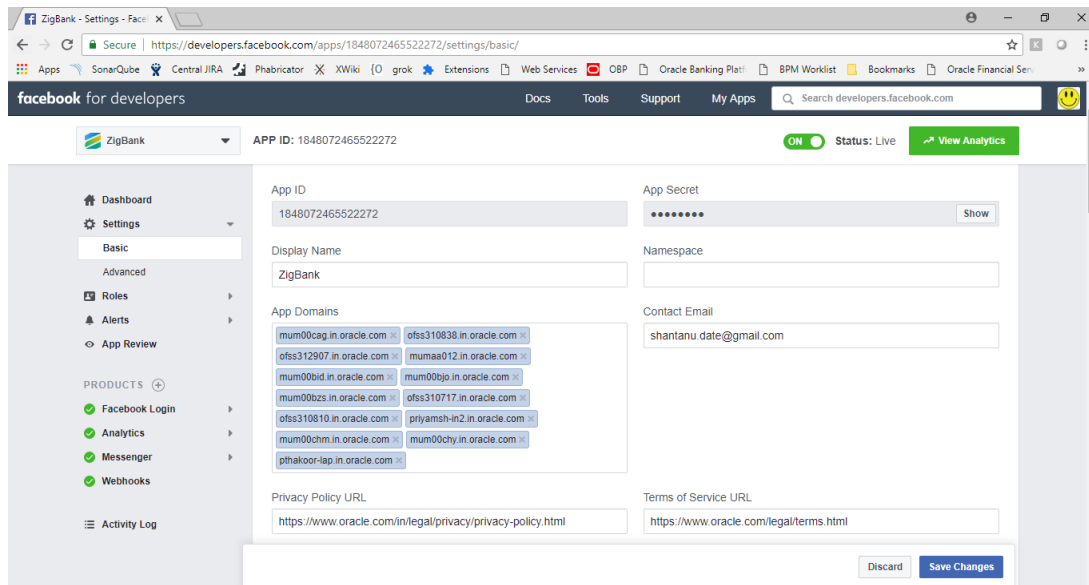 ZigBank - Settings - Face
Secure | https://developers.facebook.com/apps/1848072465522272/settings/basic/
Apps SonarQube Central JIRA Phabricator XWiki {O grok Extensions Web Services OBP Oracle Banking Platf BPM Worklist Bookmarks Oracle Financial Serv »
facebook for developers Docs Tools Support My Apps Search developers.facebook.com
ZigBank APP ID: 1848072465522272 ON Status: Live View Analytics
Dashboard
Settings
Basic
Advanced
Roles
Alerts
App Review
PRODUCTS
Facebook Login
Analytics
Messenger
Webhooks
Activity Log
App ID
1848072465522272
App Secret
●●●●●●●● Show
Display Name
ZigBank
Namespace
App Domains
mum00cag.in.oracle.com × ofss310838.in.oracle.com ×
ofss312907.in.oracle.com × mumaa012.in.oracle.com ×
mum00bid.in.oracle.com × mum00bjo.in.oracle.com ×
mum00bzs.in.oracle.com × ofss310717.in.oracle.com ×
ofss310810.in.oracle.com × priyamsh-in2.in.oracle.com ×
mum00chm.in.oracle.com × mum00chy.in.oracle.com ×
pthakoor-lap.in.oracle.com ×
Contact Email
shantanu.date@gmail.com
Privacy Policy URL
https://www.oracle.com/in/legal/privacy/privacy-policy.html
Terms of Service URL
https://www.oracle.com/legal/terms.html
Discard Save Changes